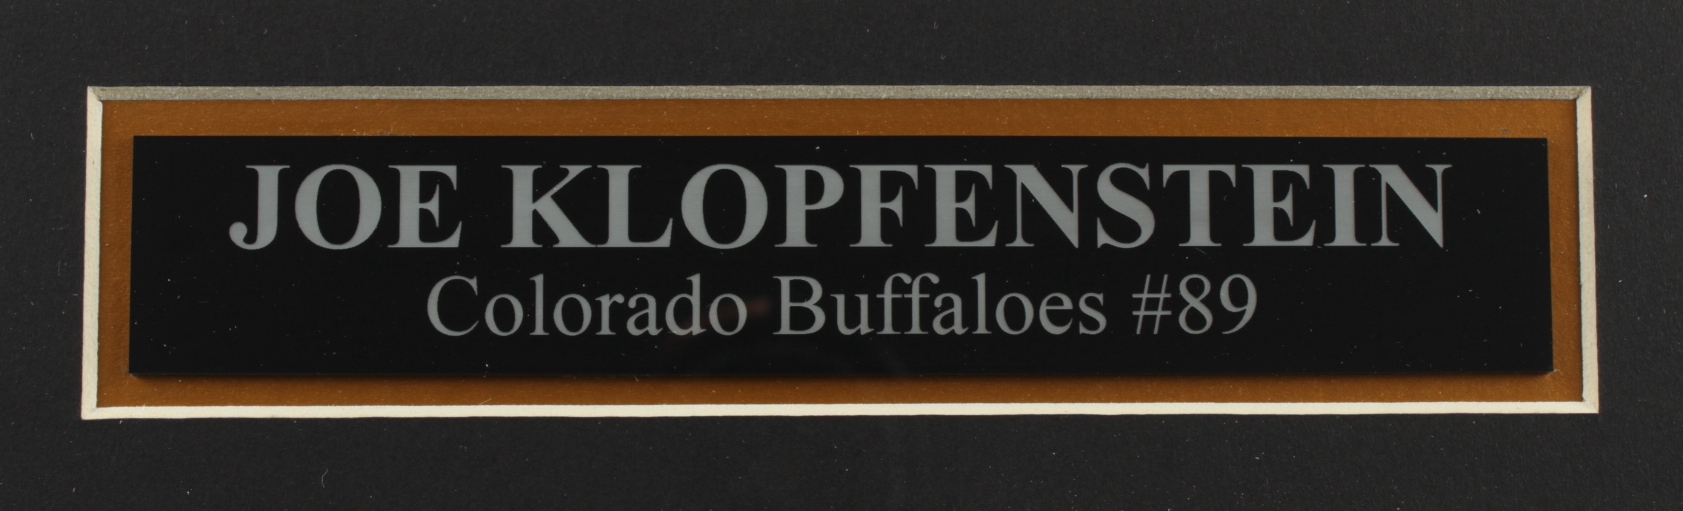 JOE KLOPFENSTEIN
Colorado Buffaloes #89